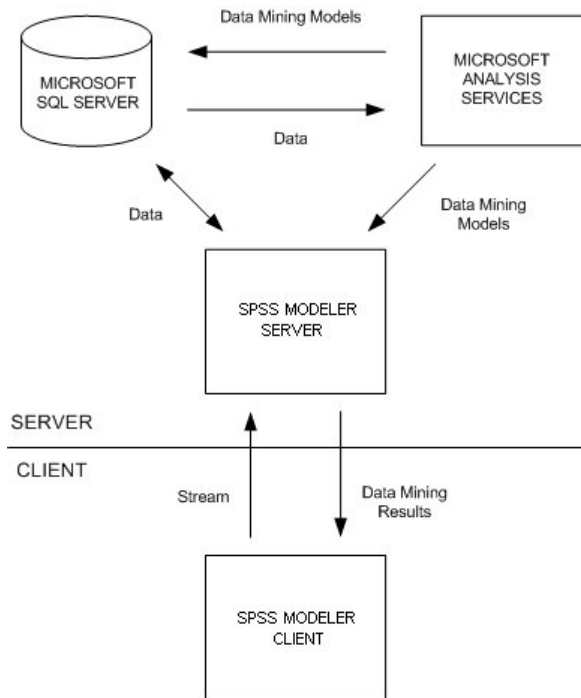 Data Mining Models
MICROSOFT
SQL SERVER
MICROSOFT
ANALYSIS
SERVICES
Data
Data
Data Mining
Models
SPSS MODELER
SERVER
SERVER
CLIENT
Stream
Data Mining
Results
SPSS MODELER
CLIENT